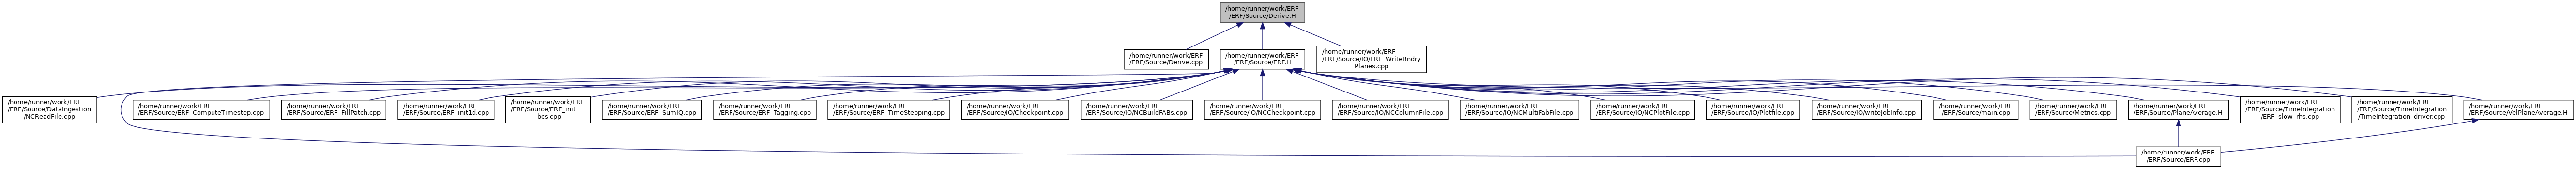 /home/runner/work/ERF
/ERF/Source/Derive.H
/home/runner/work/ERF
/ERF/Source/Derive.cpp
/home/runner/work/ERF
/ERF/Source/ERF.H
/home/runner/work/ERF
/ERF/Source/IO/ERF_WriteBndry
Planes.cpp
/home/runner/work/ERF
/ERF/Source/DataIngestion
/NCReadFile.cpp
/home/runner/work/ERF
/ERF/Source/ERF_ComputeTimestep.cpp
/home/runner/work/ERF
/ERF/Source/ERF_FillPatch.cpp
/home/runner/work/ERF
/ERF/Source/ERF_init1d.cpp
/home/runner/work/ERF
/ERF/Source/ERF_init
_bcs.cpp
/home/runner/work/ERF
/ERF/Source/ERF_SumIQ.cpp
/home/runner/work/ERF
/ERF/Source/ERF_Tagging.cpp
/home/runner/work/ERF
/ERF/Source/ERF_TimeStepping.cpp
/home/runner/work/ERF
/ERF/Source/IO/Checkpoint.cpp
/home/runner/work/ERF
/ERF/Source/IO/NCBuildFABs.cpp
/home/runner/work/ERF
/ERF/Source/IO/NCCheckpoint.cpp
/home/runner/work/ERF
/ERF/Source/IO/NCColumnFile.cpp
/home/runner/work/ERF
/ERF/Source/IO/NCMultiFabFile.cpp
/home/runner/work/ERF
/ERF/Source/IO/NCPlotFile.cpp
/home/runner/work/ERF
/ERF/Source/IO/Plotfile.cpp
/home/runner/work/ERF
/ERF/Source/IO/writeJobInfo.cpp
/home/runner/work/ERF
/ERF/Source/main.cpp
/home/runner/work/ERF
/ERF/Source/Metrics.cpp
/home/runner/work/ERF
/ERF/Source/PlaneAverage.H
/home/runner/work/ERF
/ERF/Source/TimeIntegration
/ERF_slow_rhs.cpp
/home/runner/work/ERF
/ERF/Source/TimeIntegration
/TimeIntegration_driver.cpp
/home/runner/work/ERF
/ERF/Source/VelPlaneAverage.H
/home/runner/work/ERF
/ERF/Source/ERF.cpp